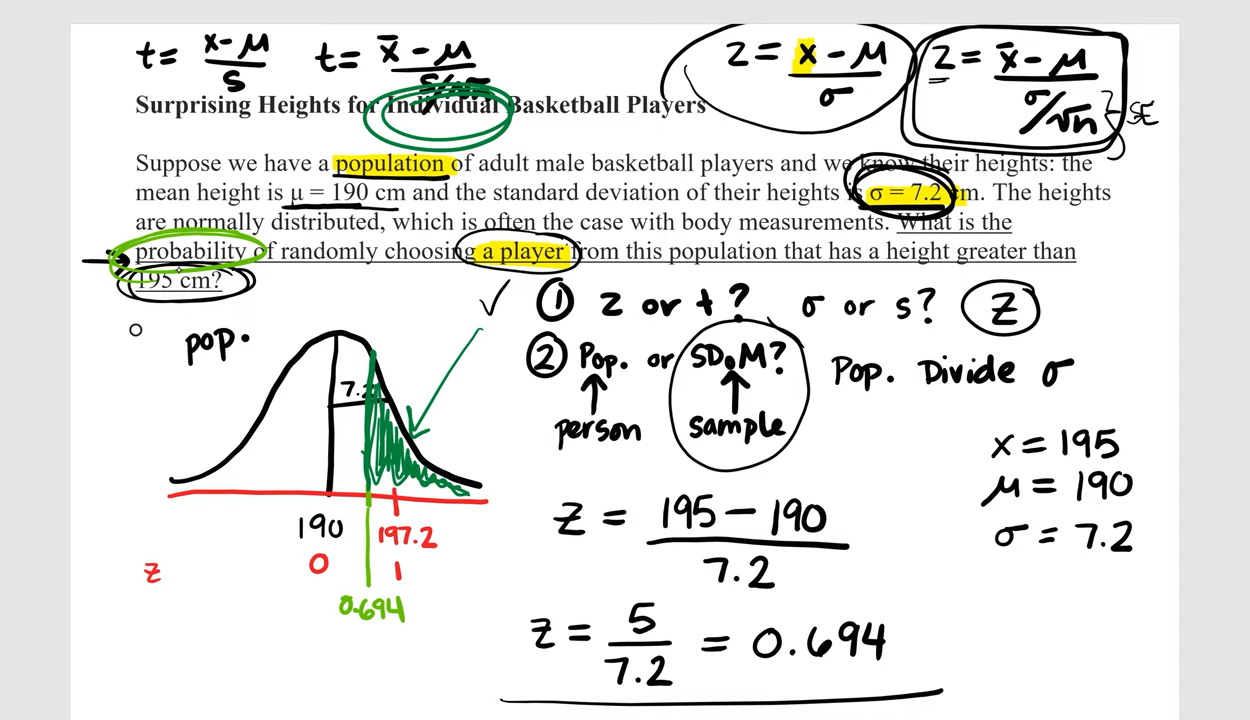 t = x - μ / s
t = x̄ - μ / s/√n
z = x - μ / σ
z = x̄ - μ / σ/√n } SE
Surprising Heights for Individual Basketball Players
Suppose we have a population of adult male basketball players and we know their heights: the
mean height is μ = 190 cm and the standard deviation of their heights is σ = 7.2 cm. The heights
are normally distributed, which is often the case with body measurements. What is the
probability of randomly choosing a player from this population that has a height greater than
195 cm?
① z or t? σ or s? Z
pop.
② Pop. or SDoM? Pop. Divide σ
7.2
person sample
x = 195
μ = 190
σ = 7.2
z = 195 - 190 / 7.2
190 197.2
z 0 1
0.694
z = 5 / 7.2 = 0.694